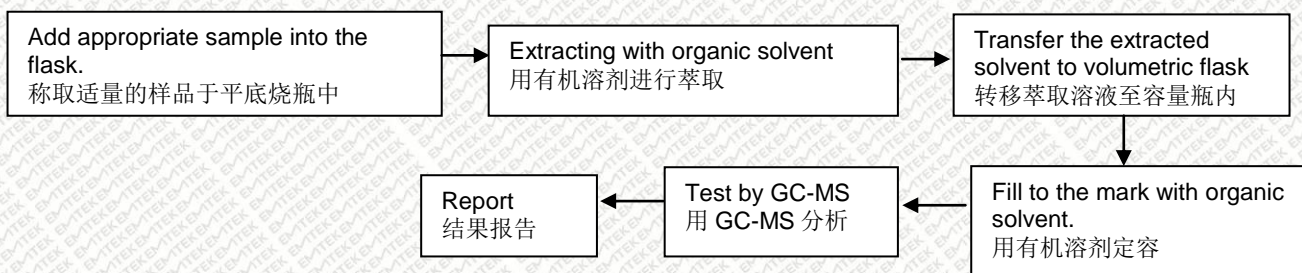 Add appropriate sample into the
flask.
称取适量的样品于平底烧瓶中
Extracting with organic solvent
用有机溶剂进行萃取
Transfer the extracted
solvent to volumetric flask
转移萃取溶液至容量瓶内
Fill to the mark with organic
solvent.
用有机溶剂定容
Test by GC-MS
用 GC-MS 分析
Report
结果报告